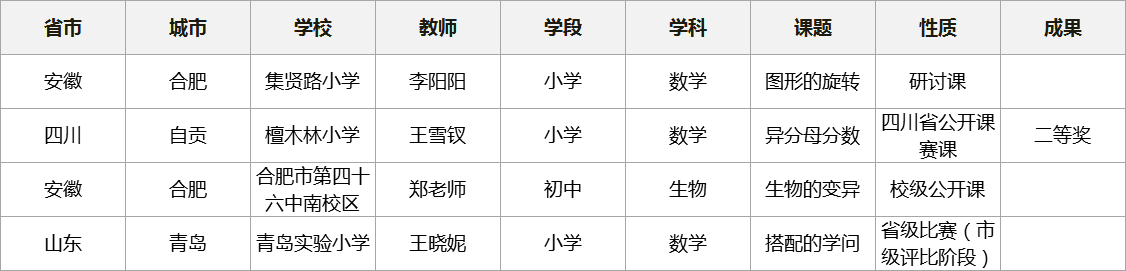 省市 城市 学校 教师 学段 学科 课题 性质 成果
安徽 合肥 集贤路小学 李阳阳 小学 数学 图形的旋转 研讨课
四川 自贡 檀木林小学 王雪钗 小学 数学 异分母分数 四川省公开课
赛课 二等奖
安徽 合肥 合肥市第四十
六中南校区 郑老师 初中 生物 生物的变异 校级公开课
山东 青岛 青岛实验小学 王晓妮 小学 数学 搭配的学问 省级比赛（市
级评比阶段）